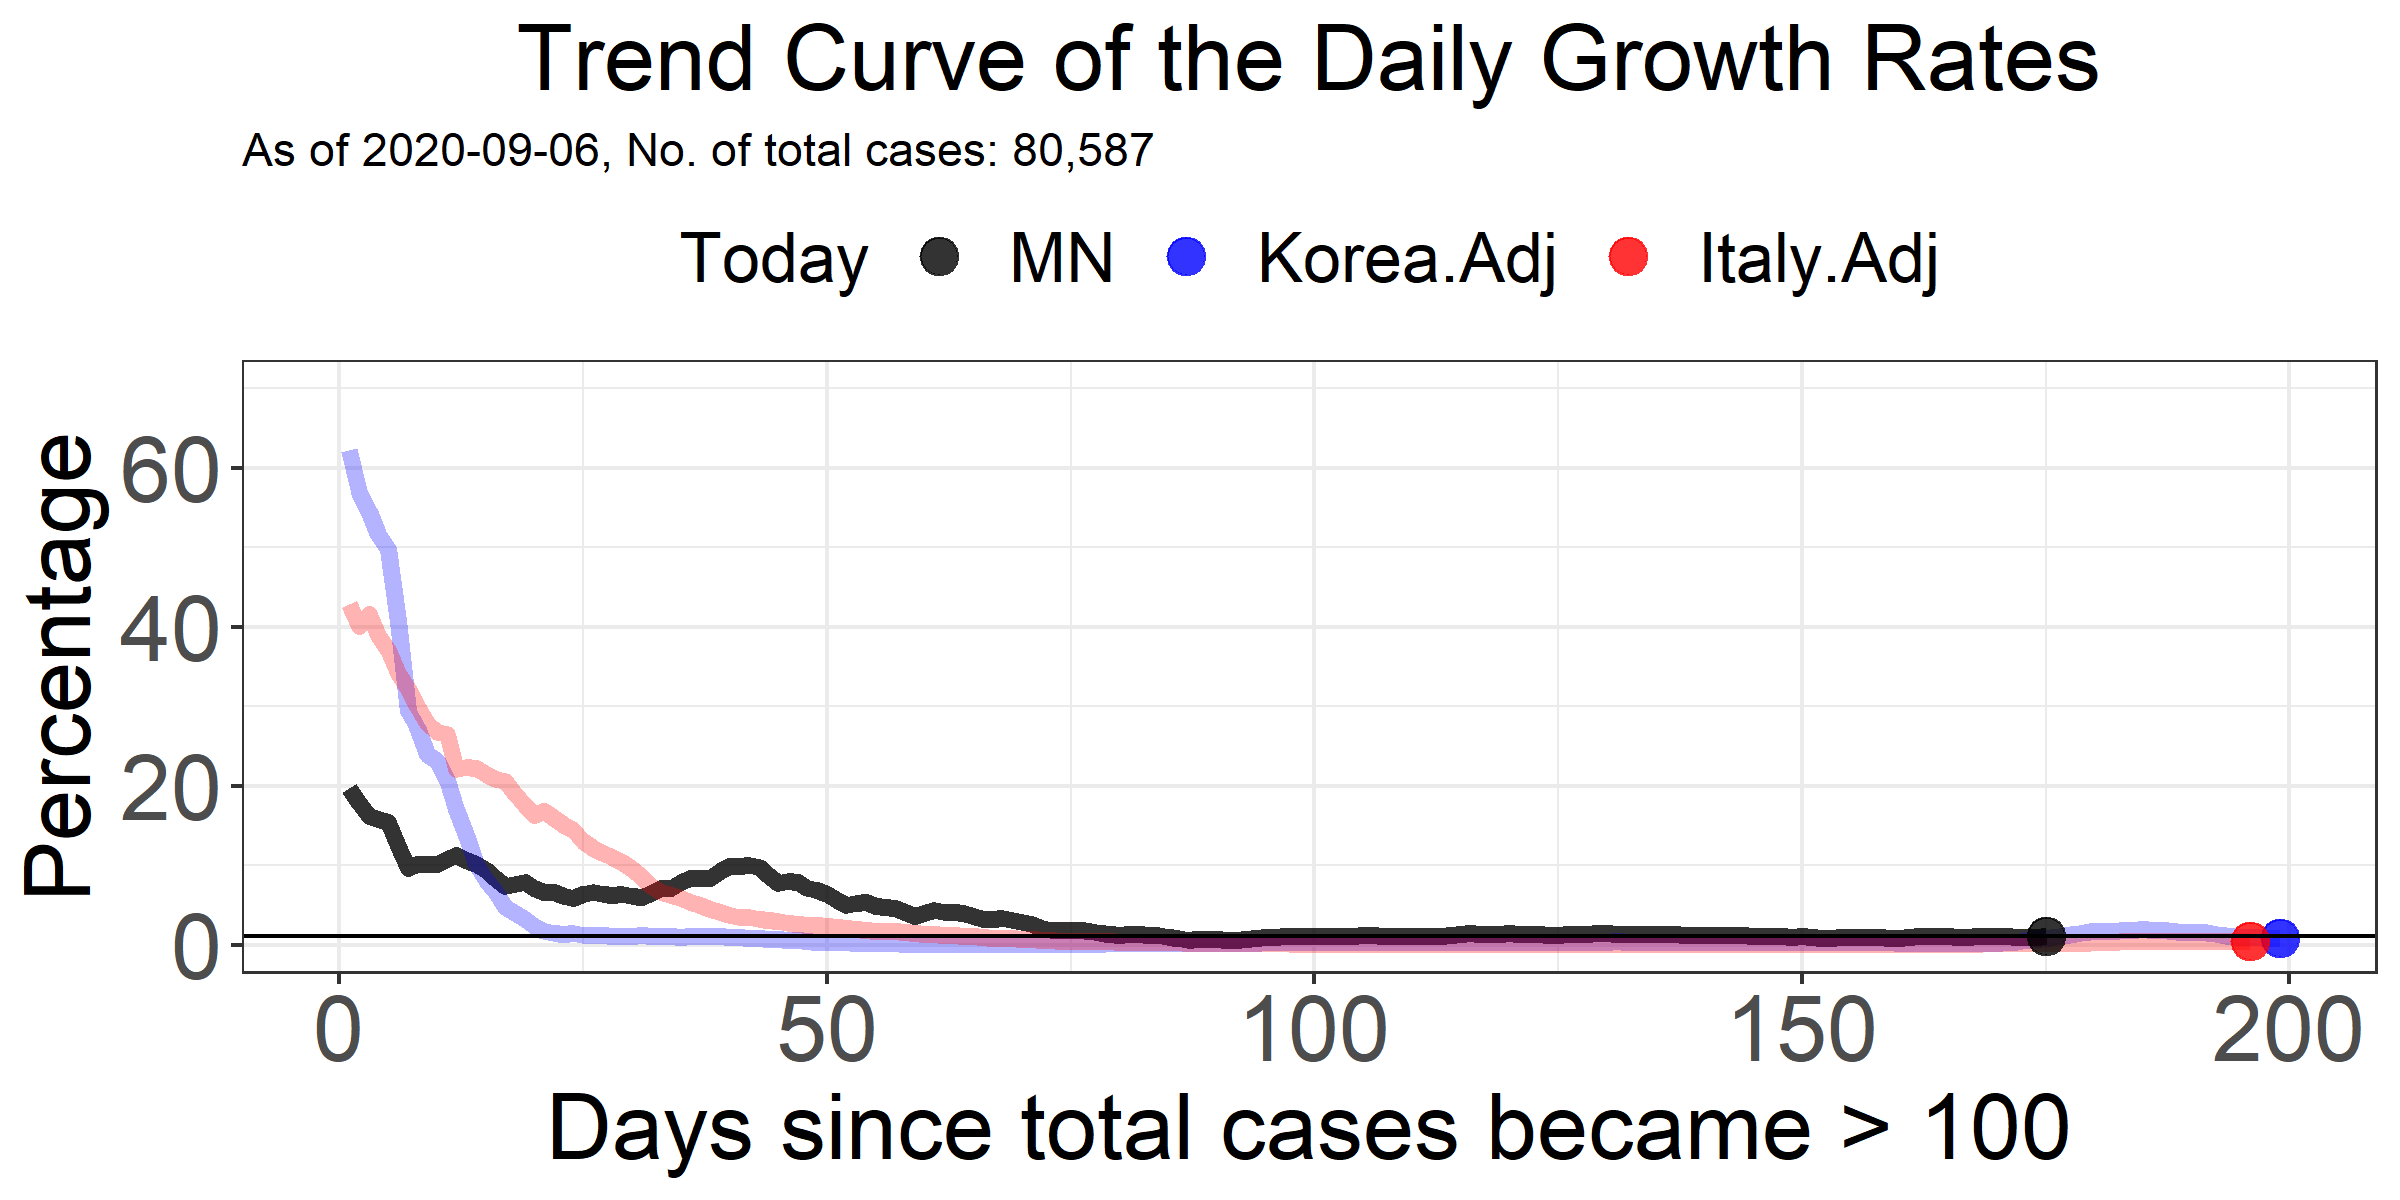 Trend Curve of the Daily Growth Rates
As of 2020-09-06, No. of total cases: 80,587
Today MN Korea.Adj Italy.Adj
Percentage
60
40
20
0
0 50 100 150 200
Days since total cases became > 100